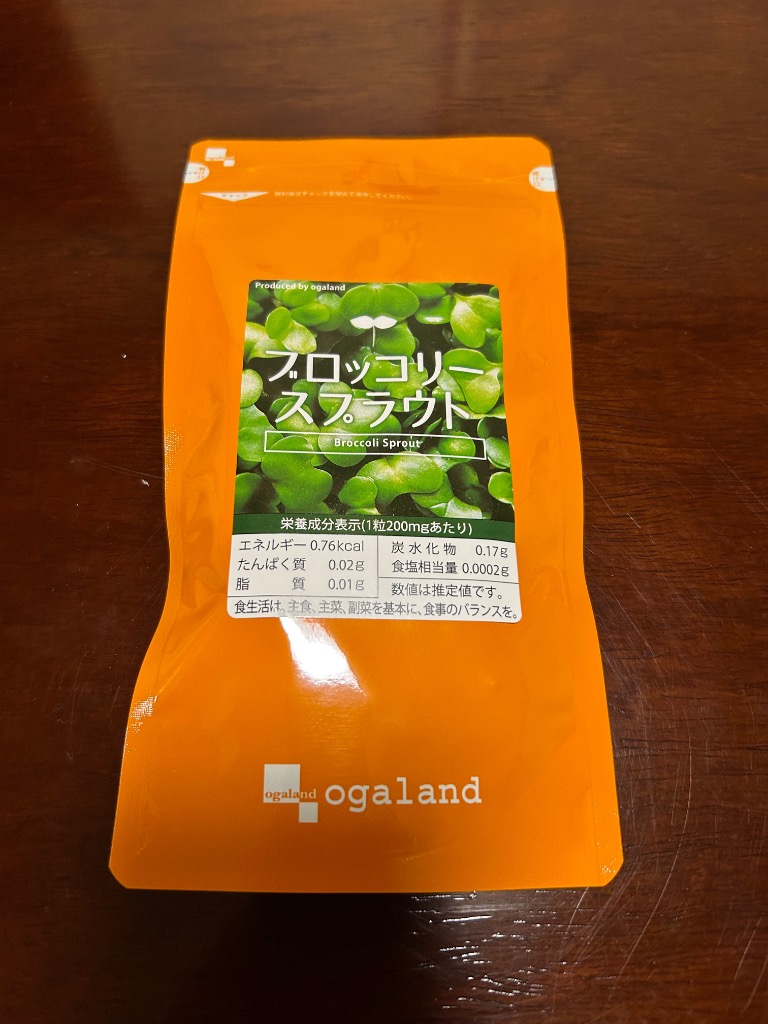 ogaland
チャック
Produced by ogaland
ブロッコリー
スプラウト
Broccoli Sprout
栄養成分表示(1粒200mgあたり)
エネルギー 0.76kcal
たんぱく質 0.02g
脂質 0.01g
炭水化物 0.17g
食塩相当量 0.0002g
数値は推定値です。
食生活は、主食、主菜、副菜を基本に、食事のバランスを。
ogaland
ogaland